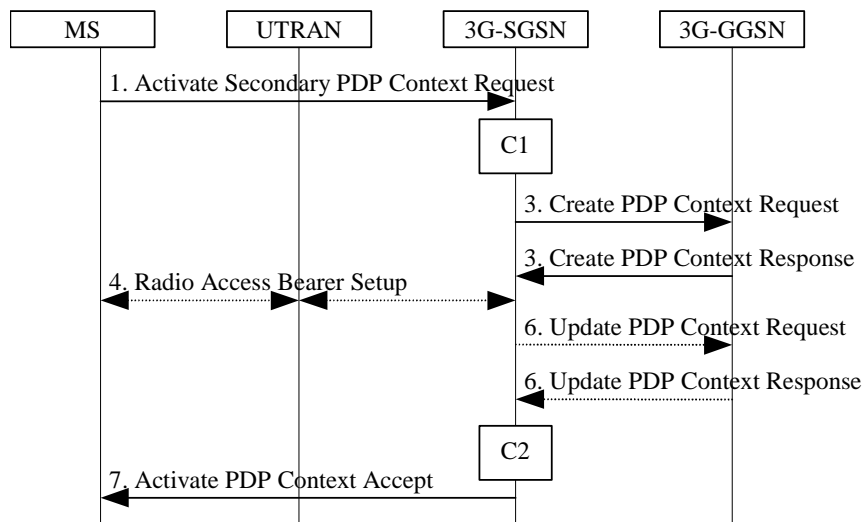 MS UTRAN 3G-SGSN 3G-GGSN
1. Activate Secondary PDP Context Request
C1
3. Create PDP Context Request
3. Create PDP Context Response
4. Radio Access Bearer Setup
6. Update PDP Context Request
6. Update PDP Context Response
C2
7. Activate PDP Context Accept